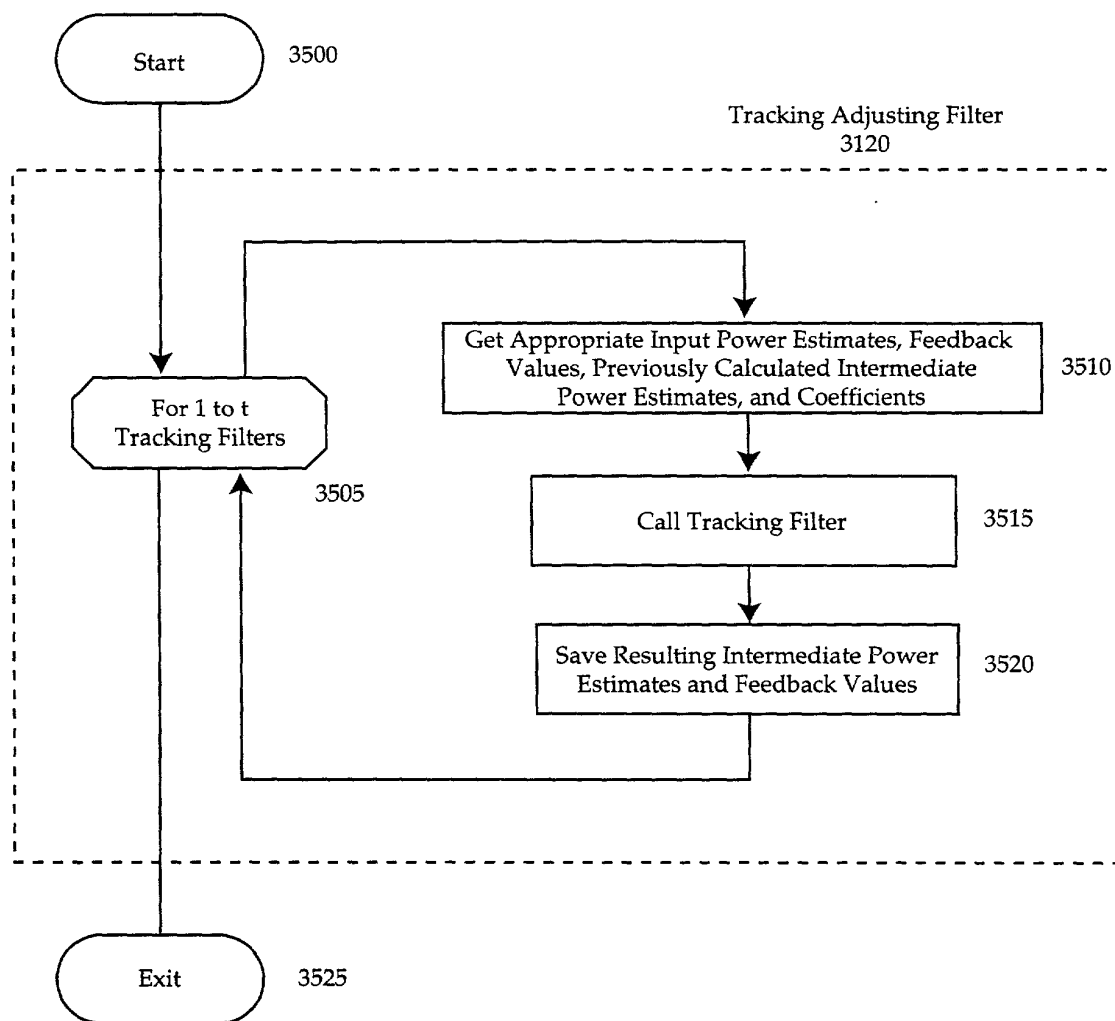 Start
3500
Tracking Adjusting Filter
3120
Get Appropriate Input Power Estimates, Feedback
Values, Previously Calculated Intermediate
Power Estimates, and Coefficients
3510
For 1 to t
Tracking Filters
3505
Call Tracking Filter
3515
Save Resulting Intermediate Power
Estimates and Feedback Values
3520
Exit
3525